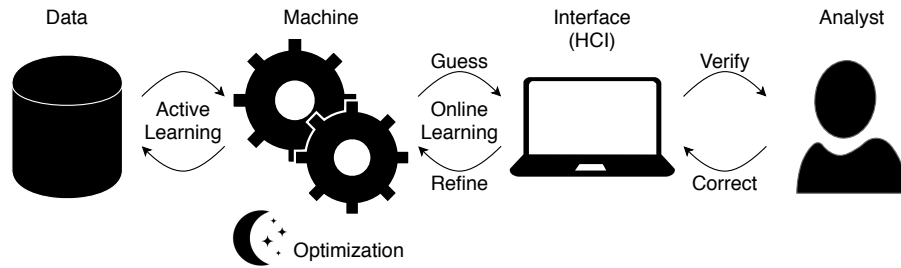 Data
Machine
Interface
(HCI)
Analyst
Active
Learning
Guess
Online
Learning
Refine
Verify
Correct
Optimization